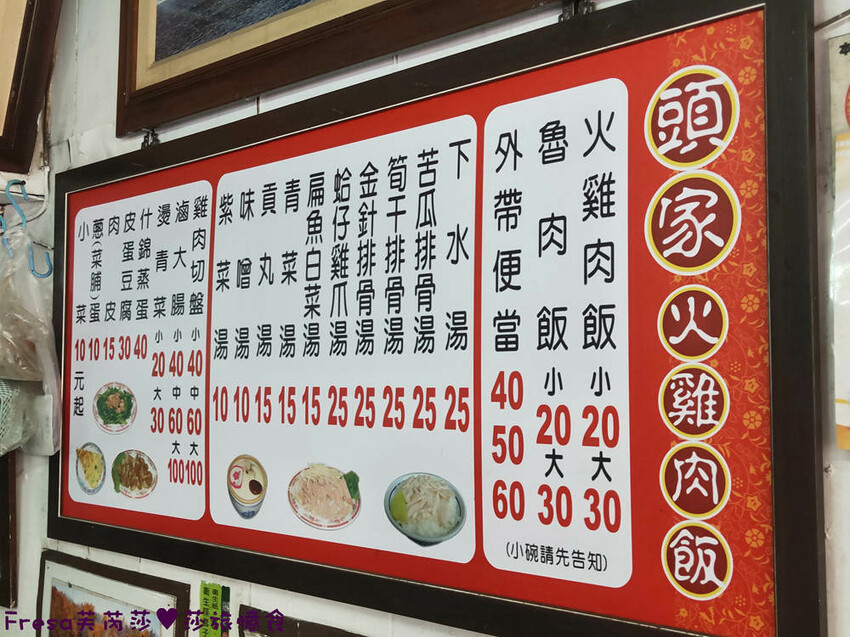 頭家火雞肉飯
火雞肉飯 小20 大30
魯肉飯 小20 大30
外帶便當 40 50 60
(小碗請先告知)
下水湯 25
苦瓜排骨湯 25
筍干排骨湯 25
金針排骨湯 25
蛤仔雞爪湯 25
扁魚白菜湯 15
青菜湯 15
貢丸湯 15
味噌湯 10
紫菜湯 10
雞肉切盤 小40 中60 大100
滷大腸 小40 中60 大100
燙青菜 小20 大30
什錦蒸蛋 40
皮蛋豆腐 30
肉皮 15
蔥(菜脯)蛋 10
小菜 10元起
Fresa芙芮莎♥莎旅憶食